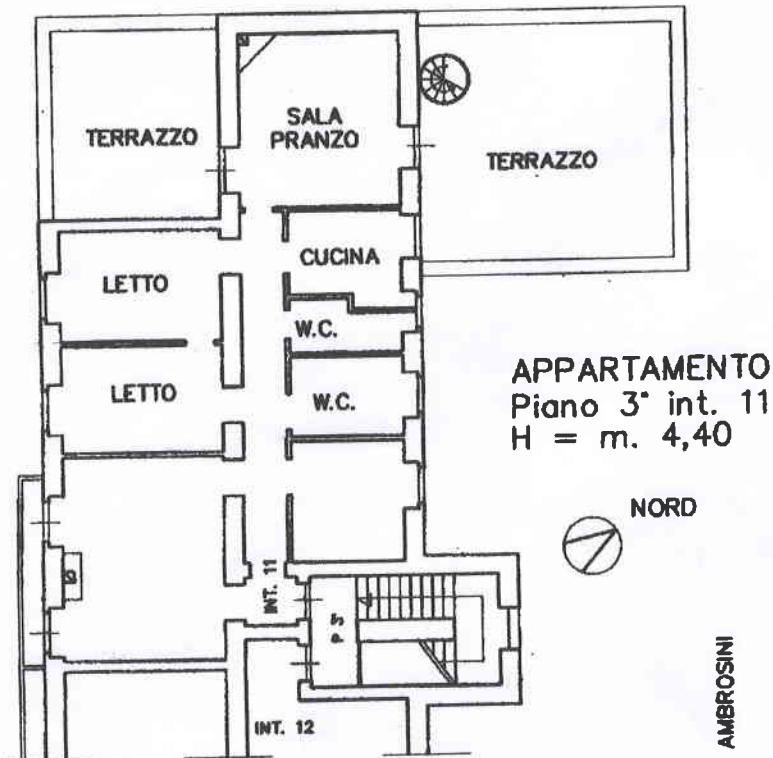 SALA
PRANZO
TERRAZZO
TERRAZZO
CUCINA
LETTO
W.C.
LETTO
W.C.
APPARTAMENTO
Piano 3° int. 11
H = m. 4,40
NORD
INT. 11
INT. 12
AMBROSINI